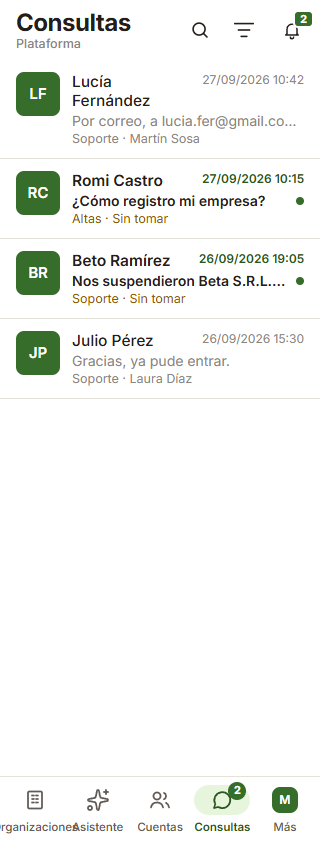 Consultas
Plataforma
2
LF
Lucía Fernández
27/09/2026 10:42
Por correo, a lucia.fer@gmail.co...
Soporte · Martín Sosa
RC
Romi Castro
27/09/2026 10:15
¿Cómo registro mi empresa?
Altas · Sin tomar
BR
Beto Ramírez
26/09/2026 19:05
Nos suspendieron Beta S.R.L....
Soporte · Sin tomar
JP
Julio Pérez
26/09/2026 15:30
Gracias, ya pude entrar.
Soporte · Laura Díaz
2
M
rganizaciones
Asistente
Cuentas
Consultas
Más